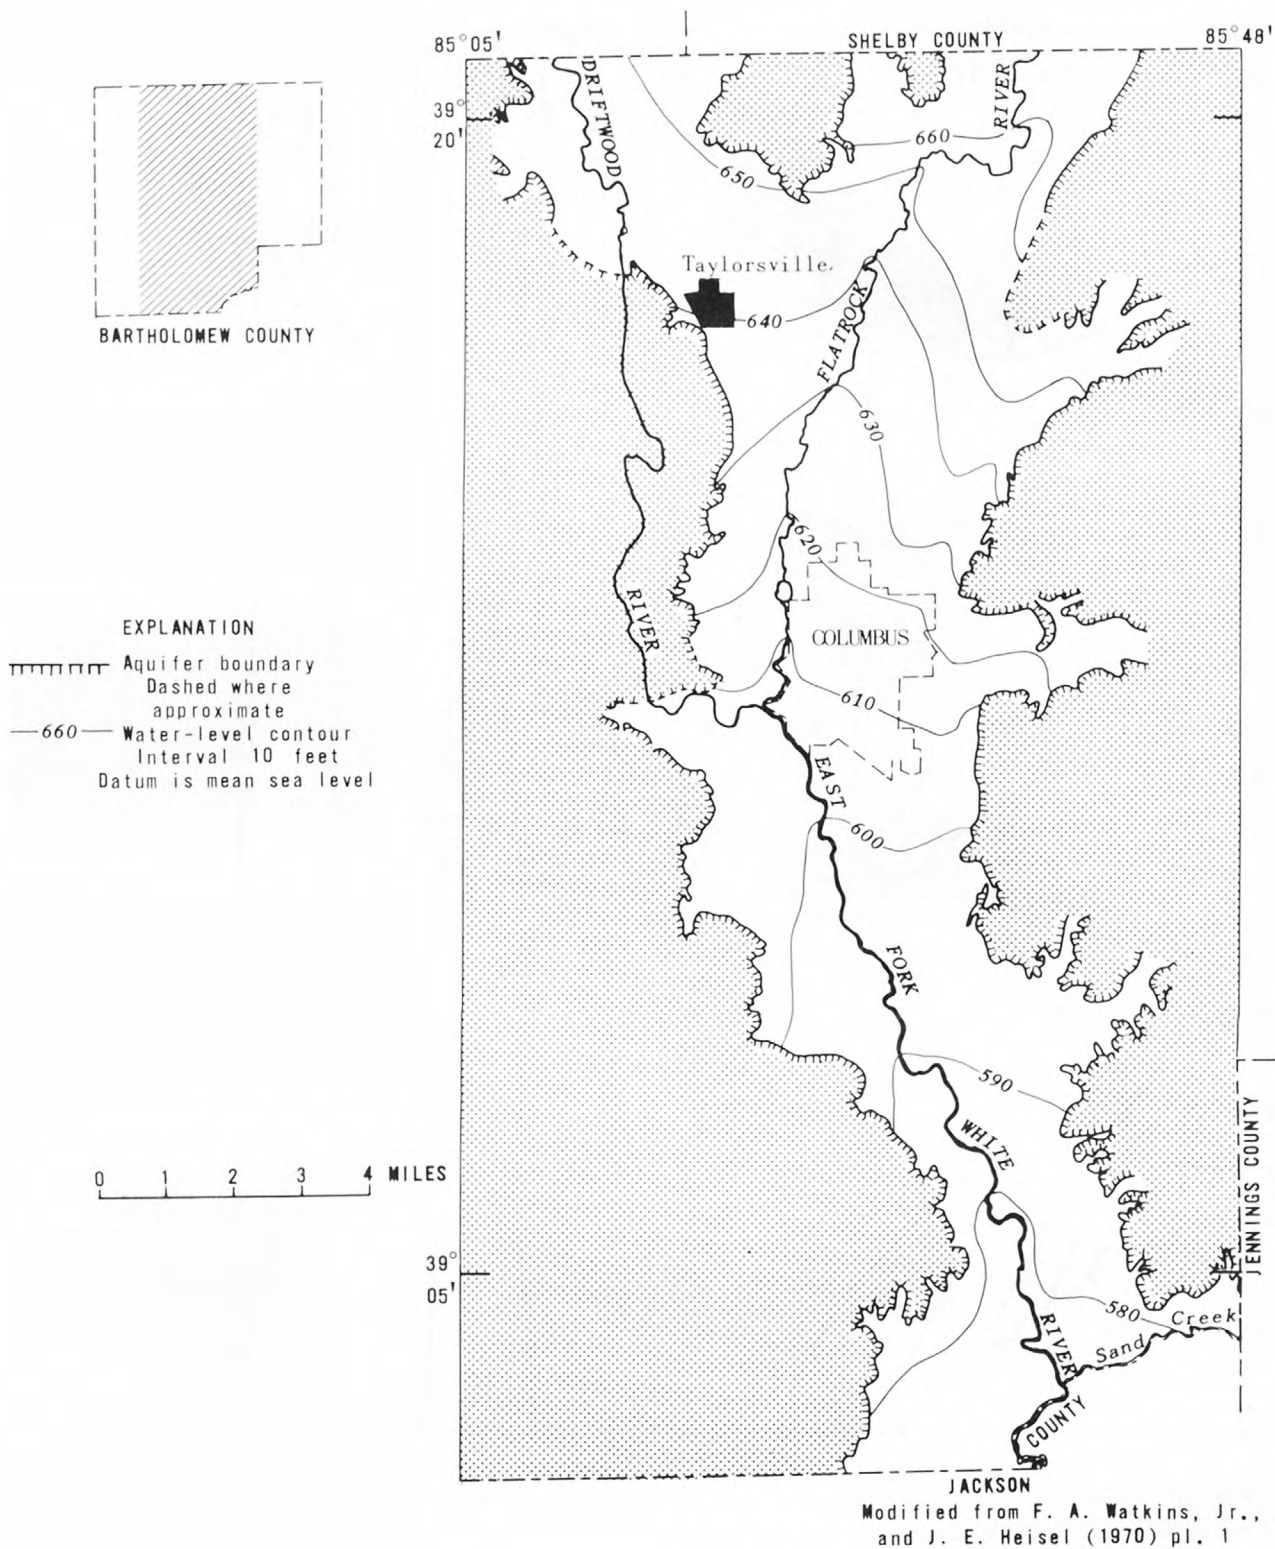 85°05'
SHELBY COUNTY
85°48'
39°
20'
DRIFTWOOD
RIVER
660
650
Taylorsville
640
FLATROCK
630
620
BARTHOLOMEW COUNTY
EXPLANATION
Aquifer boundary
Dashed where
approximate
660
Water-level contour
Interval 10 feet
Datum is mean sea level
RIVER
COLUMBUS
610
EAST
600
FORK
590
WHITE
0 1 2 3 4 MILES
JENNINGS COUNTY
39°
05'
580
RIVER
Sand Creek
COUNTY
JACKSON
Modified from F. A. Watkins, Jr.,
and J. E. Heisel (1970) pl. 1